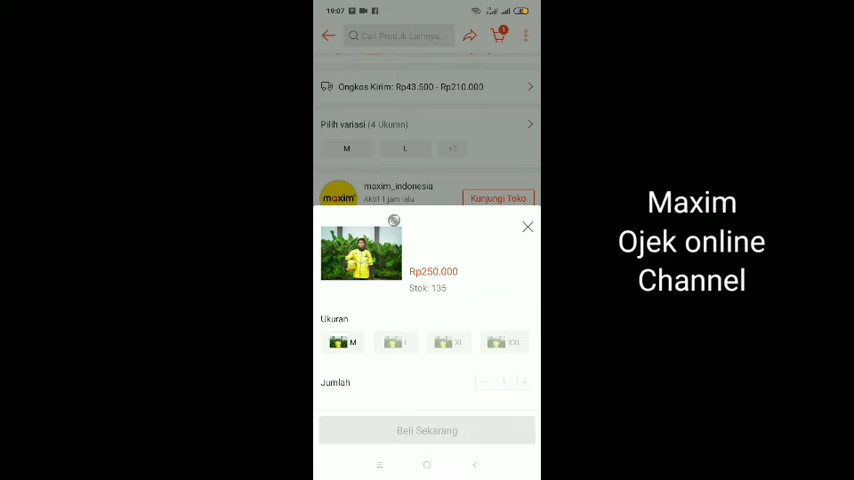 19:07
Cari Produk Lainnya...
1
Ongkos Kirim: Rp43.500 - Rp210.000
Pilih variasi (4 Ukuran)
M
L
+2
maxim_indonesia
Aktif 1 jam lalu
maxim
Kunjungi Toko
Rp250.000
Stok: 135
Ukuran
M
L
XL
XXL
Jumlah
1
Beli Sekarang
Maxim
Ojek online
Channel